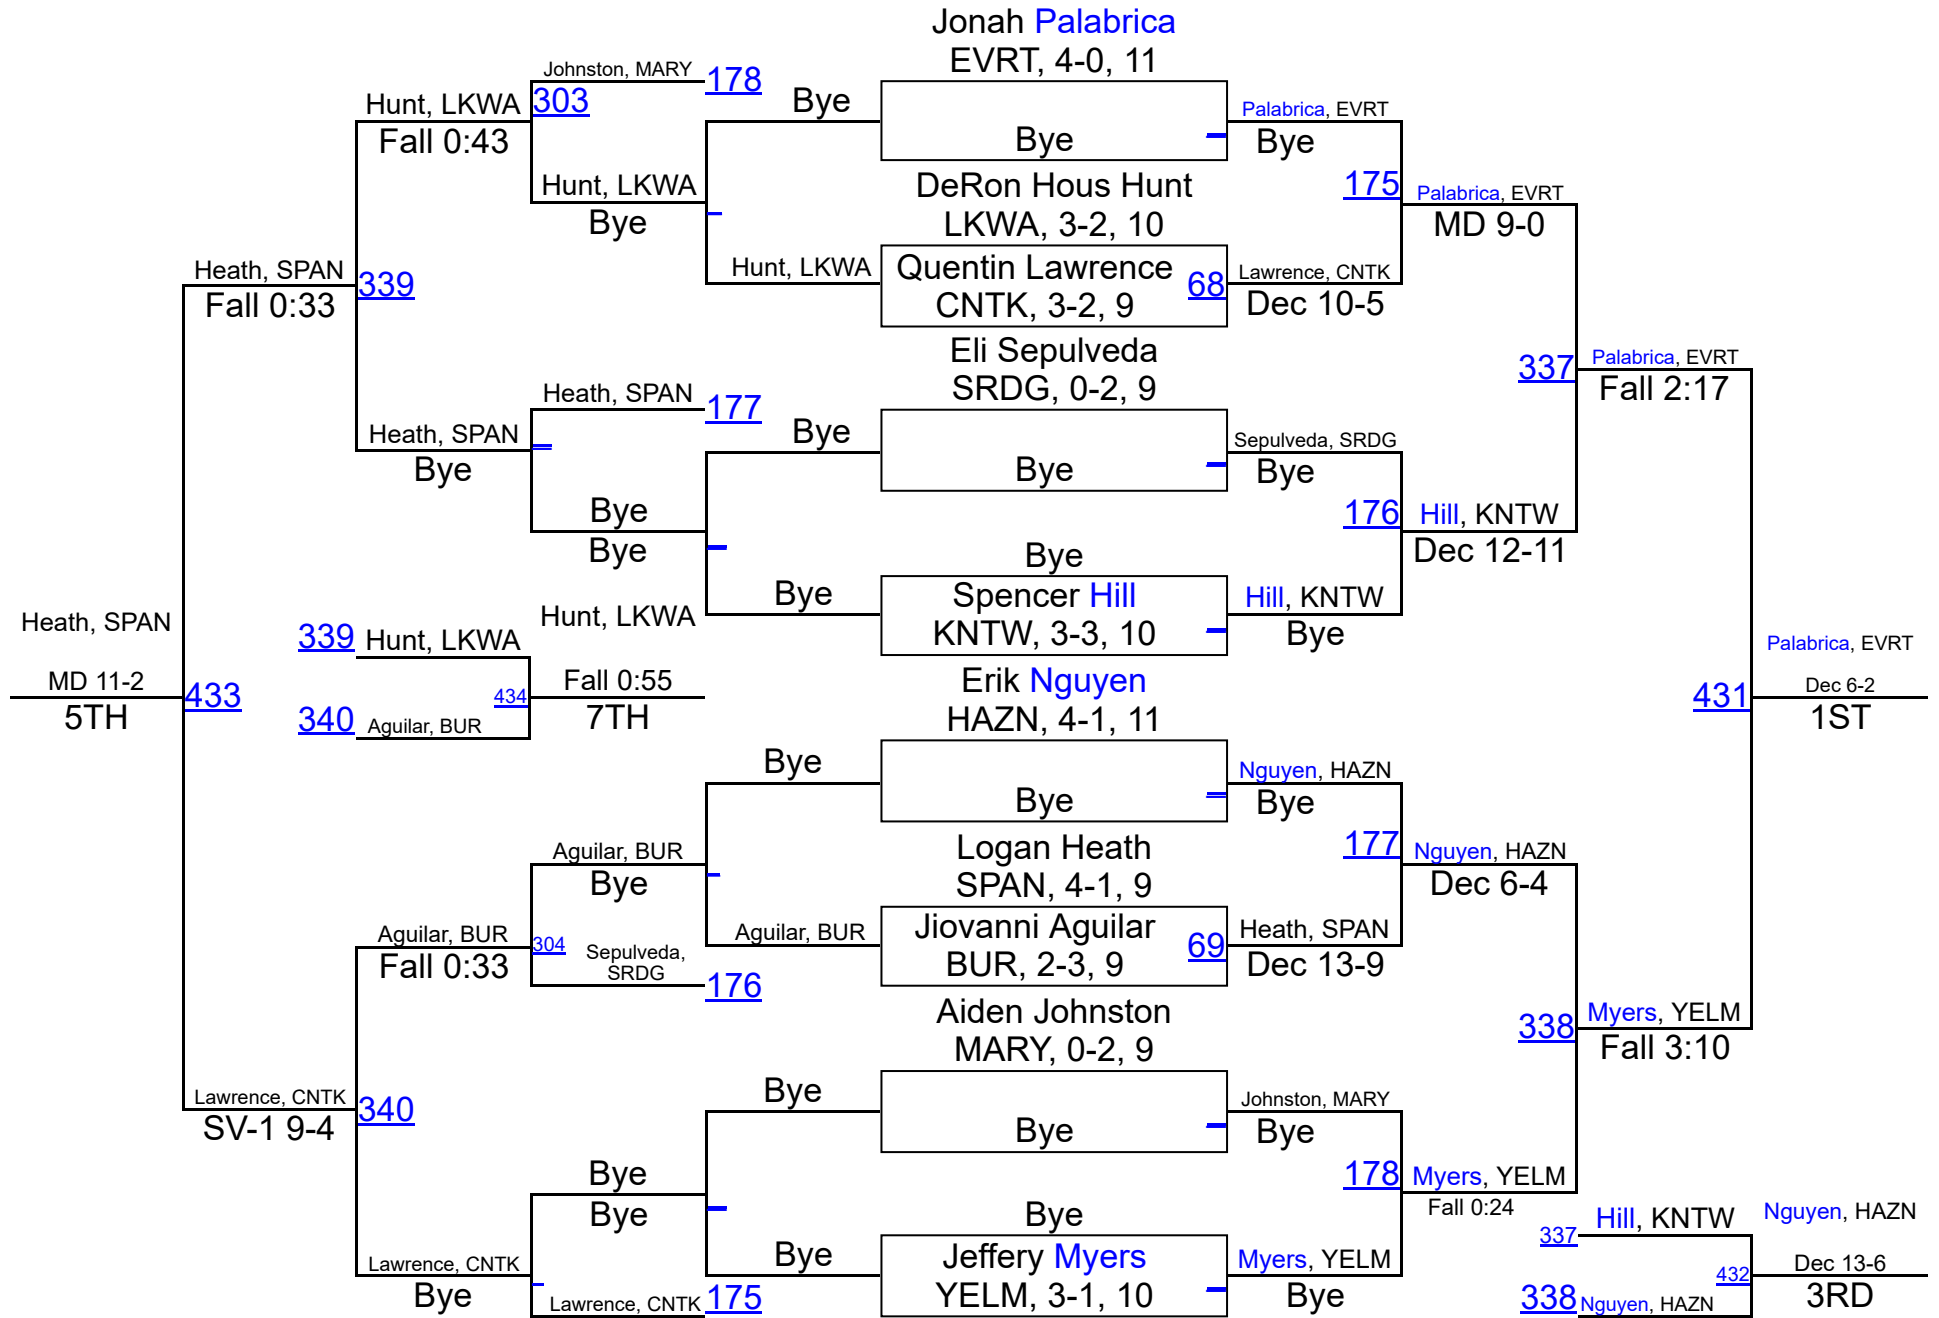 Jonah Palabrica
EVRT, 4-0, 11
Johnston, MARY
178
Hunt, LKWA
303
Bye
Palabrica, EVRT
Fall 0:43
Bye
Bye
175
Hunt, LKWA
DeRon Hous Hunt
Palabrica, EVRT
Bye
LKWA, 3-2, 10
MD 9-0
Heath, SPAN
339
Hunt, LKWA
Quentin Lawrence
68
Lawrence, CNTK
Fall 0:33
CNTK, 3-2, 9
Dec 10-5
Eli Sepulveda
337
Palabrica, EVRT
Heath, SPAN
177
SRDG, 0-2, 9
Fall 2:17
Heath, SPAN
Bye
Sepulveda, SRDG
Bye
Bye
Bye
Bye
176
Hill, KNTW
Bye
Bye
Dec 12-11
Bye
Spencer Hill
Hill, KNTW
Heath, SPAN
339
Hunt, LKWA
Hunt, LKWA
KNTW, 3-3, 10
Bye
Palabrica, EVRT
MD 11-2
433
434
Fall 0:55
Erik Nguyen
431
Dec 6-2
5TH
340
Aguilar, BUR
7TH
HAZN, 4-1, 11
1ST
Bye
Nguyen, HAZN
Bye
Bye
Aguilar, BUR
Logan Heath
177
Nguyen, HAZN
Bye
SPAN, 4-1, 9
Dec 6-4
Aguilar, BUR
304
Sepulveda,
SRDG
Aguilar, BUR
Jiovanni Aguilar
69
Heath, SPAN
Fall 0:33
176
BUR, 2-3, 9
Dec 13-9
Aiden Johnston
338
Myers, YELM
MARY, 0-2, 9
Fall 3:10
Lawrence, CNTK
340
Bye
Johnston, MARY
SV-1 9-4
Bye
Bye
Bye
178
Myers, YELM
Bye
Bye
Fall 0:24
337
Hill, KNTW
Nguyen, HAZN
Lawrence, CNTK
Bye
Jeffery Myers
Myers, YELM
432
Dec 13-6
Bye
Lawrence, CNTK
175
YELM, 3-1, 10
Bye
338
Nguyen, HAZN
3RD